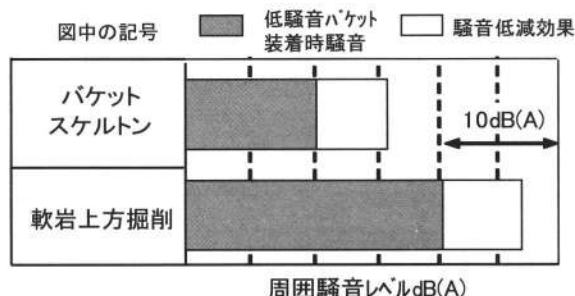 図中の記号
低騒音ﾊﾞケット
装着時騒音
騒音低減効果
バケット
スケルトン
10dB(A)
軟岩上方掘削
周囲騒音ﾚﾍﾞﾙdB(A)